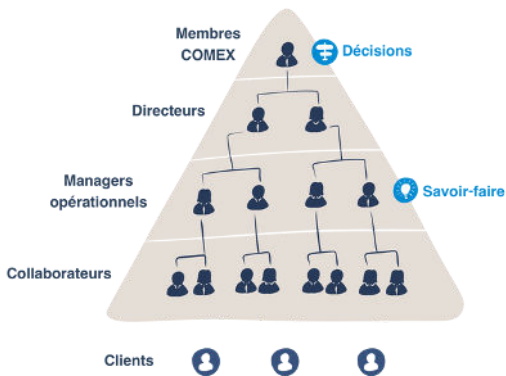 Membres
COMEX
Décisions
Directeurs
Managers
opérationnels
Savoir-faire
Collaborateurs
Clients